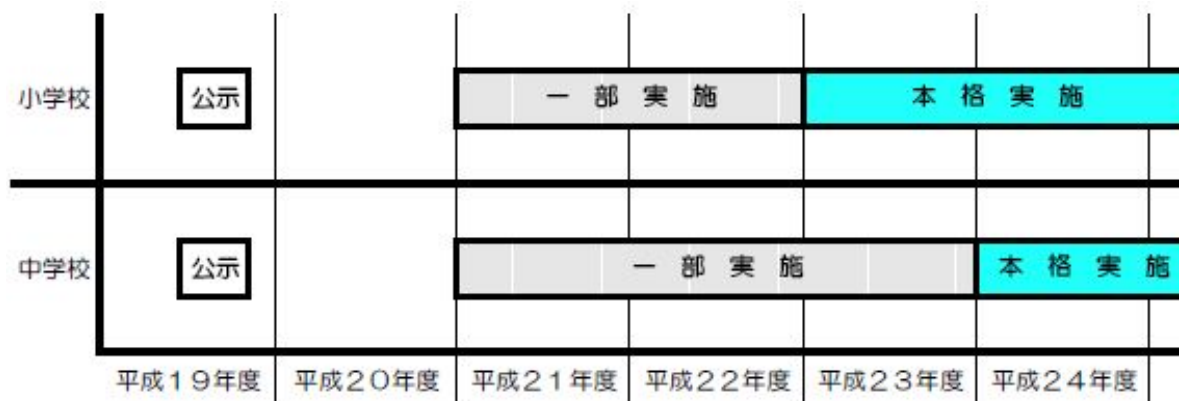 小学校
公示
一部実施
本格実施
中学校
公示
一部実施
本格実施
平成１９年度
平成２０年度
平成２１年度
平成２２年度
平成２３年度
平成２４年度